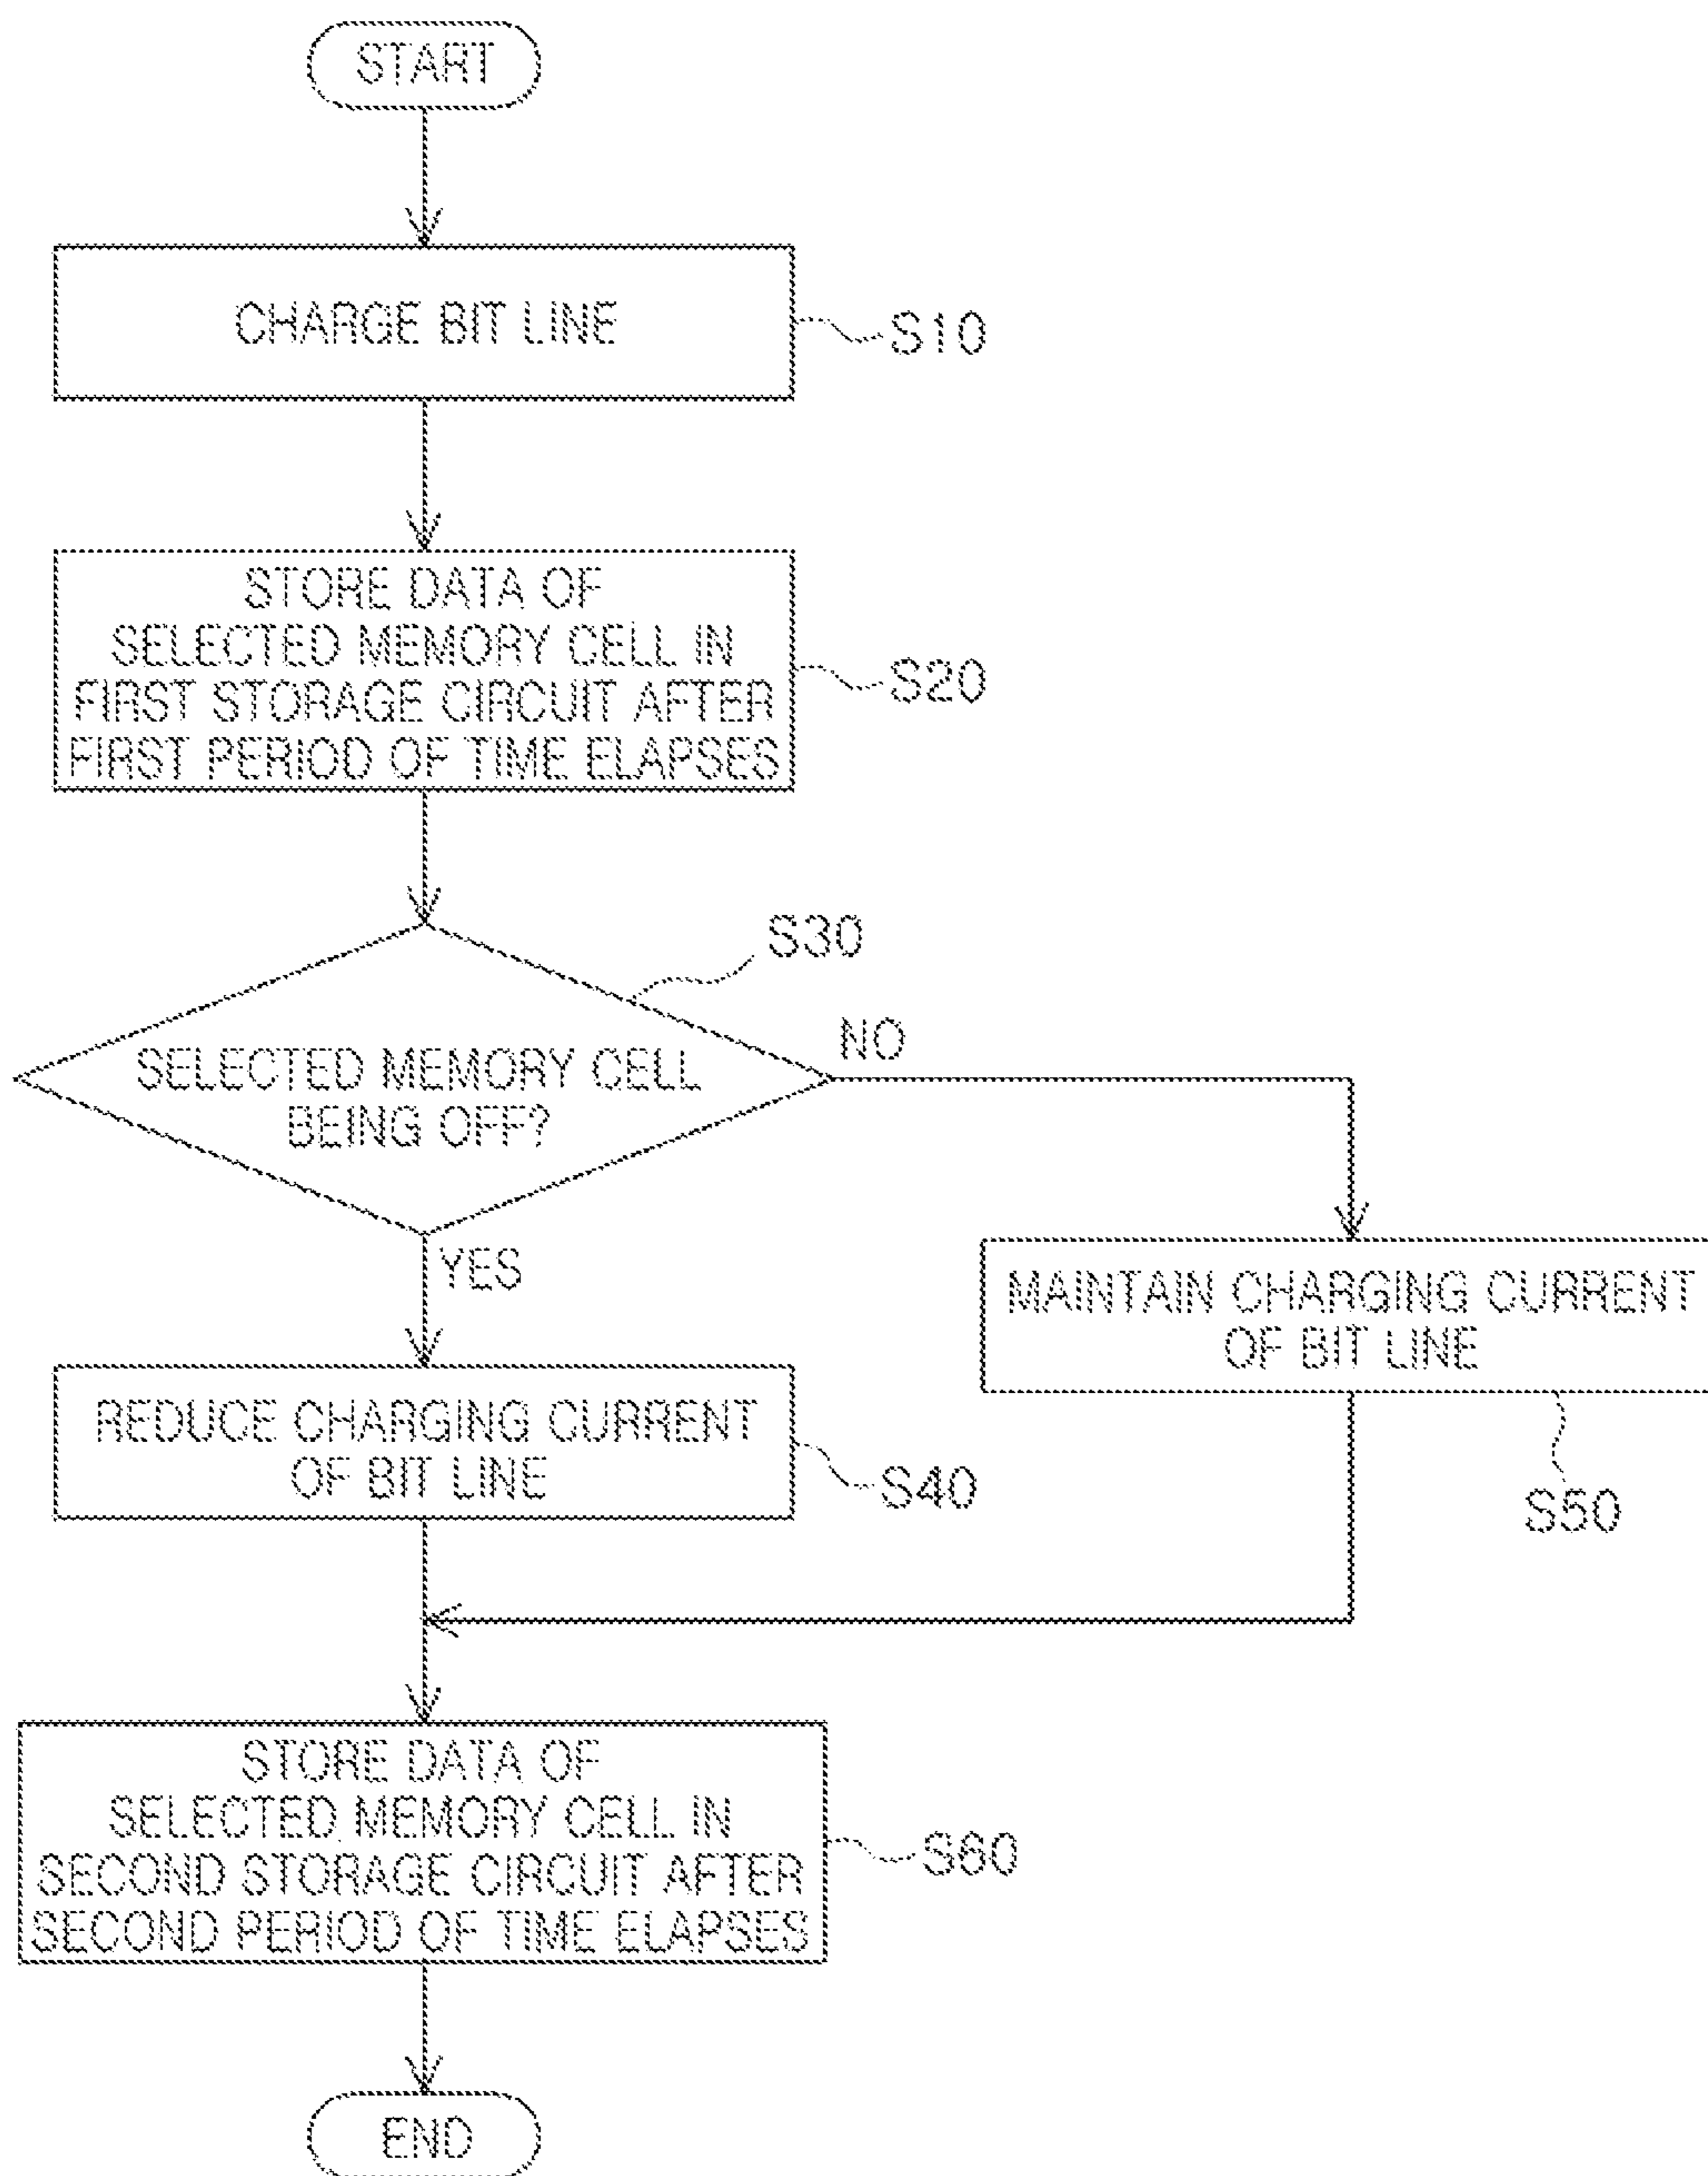 START
CHARGE BIT LINE
S10
STORE DATA OF
SELECTED MEMORY CELL IN
FIRST STORAGE CIRCUIT AFTER
FIRST PERIOD OF TIME ELAPSES
S20
S30
SELECTED MEMORY CELL
BEING OFF?
NO
YES
MAINTAIN CHARGING CURRENT
OF BIT LINE
S50
REDUCE CHARGING CURRENT
OF BIT LINE
S40
STORE DATA OF
SELECTED MEMORY CELL IN
SECOND STORAGE CIRCUIT AFTER
SECOND PERIOD OF TIME ELAPSES
S60
END